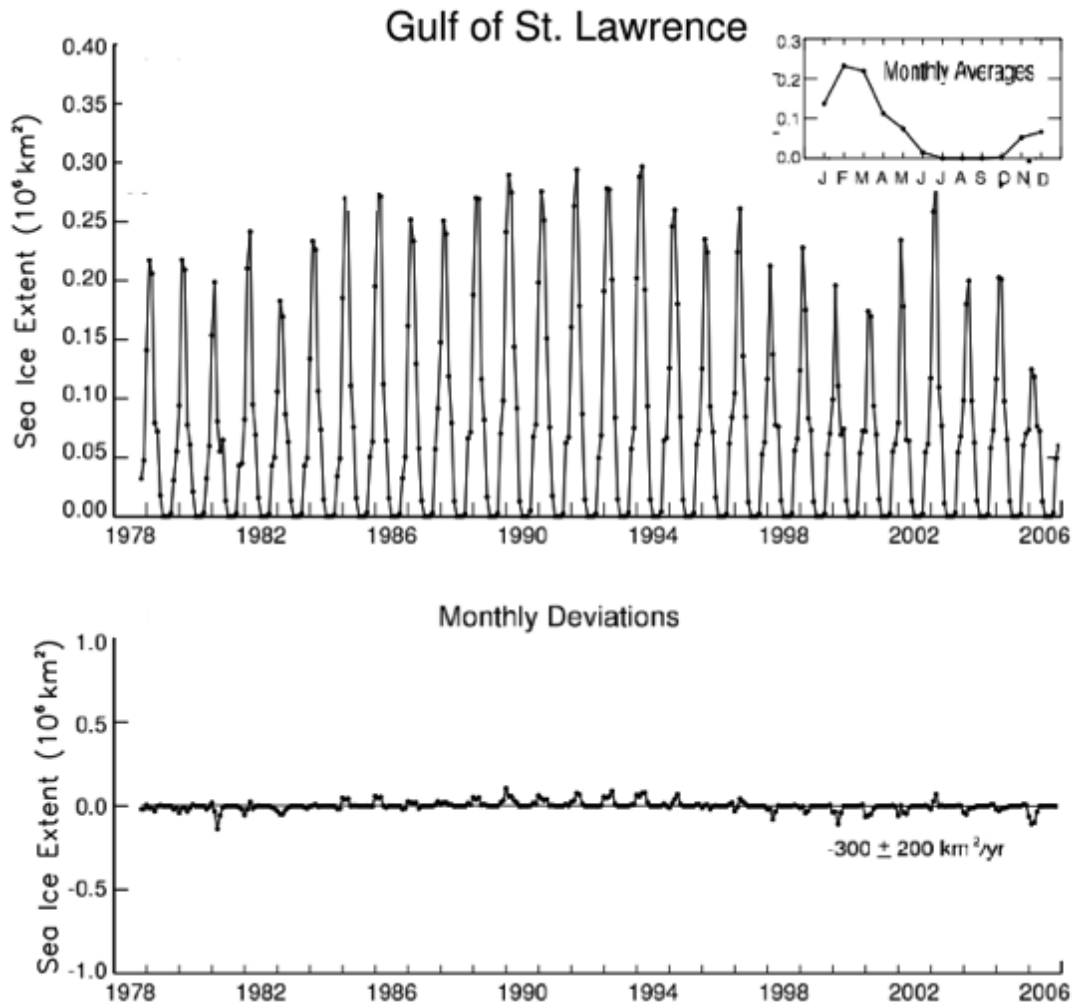 Gulf of St. Lawrence
0.40
0.35
0.30
0.25
0.20
0.15
0.10
0.05
0.00
Sea Ice Extent (10⁶ km²)
1978 1982 1986 1990 1994 1998 2002 2006
Monthly Averages
0.3
0.2
0.1
0.0
J F M A M J J A S O N D
Monthly Deviations
1.0
0.5
0.0
-0.5
-1.0
Sea Ice Extent (10⁶ km²)
-300 ± 200 km²/yr
1978 1982 1986 1990 1994 1998 2002 2006